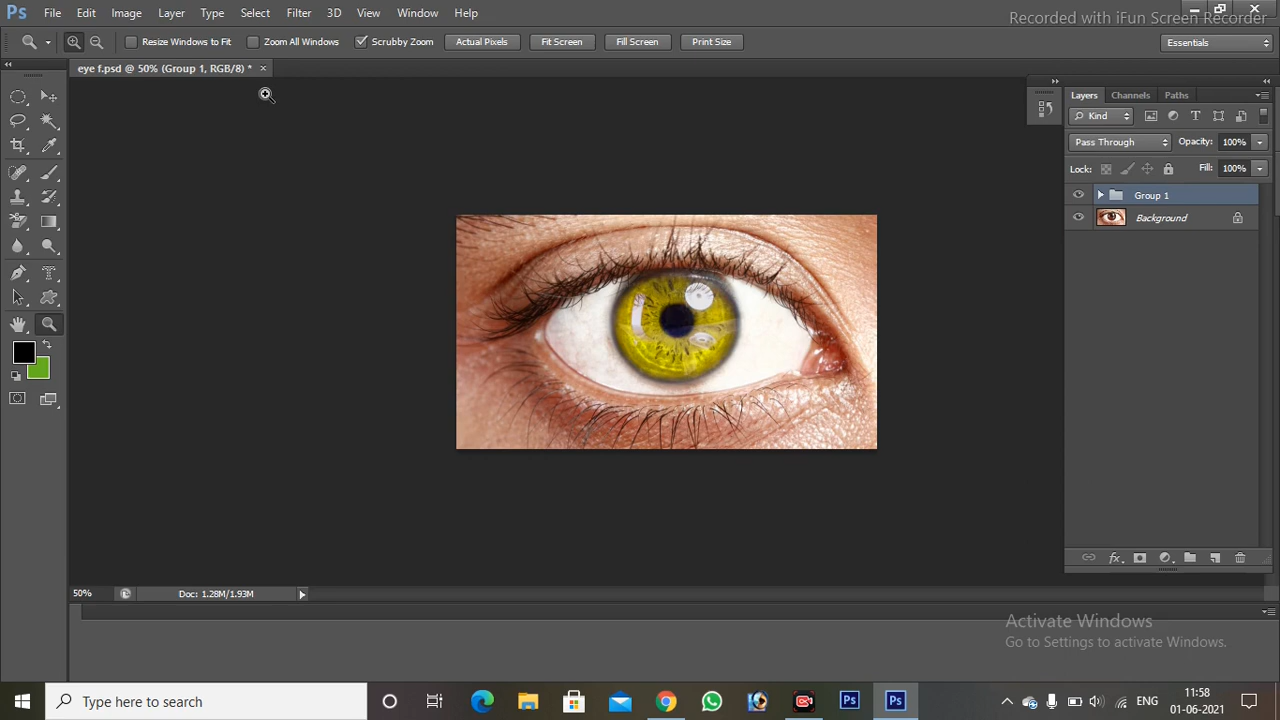 Ps File Edit Image Layer Type Select Filter 3D View Window Help
Recorded with iFun Screen Recorder
Resize Windows to Fit Zoom All Windows Scrubby Zoom Actual Pixels Fit Screen Fill Screen Print Size Essentials
eye f.psd @ 50% (Group 1, RGB/8) * ×
Layers Channels Paths
Kind
Pass Through Opacity: 100%
Lock: Fill: 100%
Group 1
Background
50% Doc: 1.28M/1.93M
Activate Windows
Go to Settings to activate Windows.
Type here to search
Ps Ps
ENG 11:58
01-06-2021